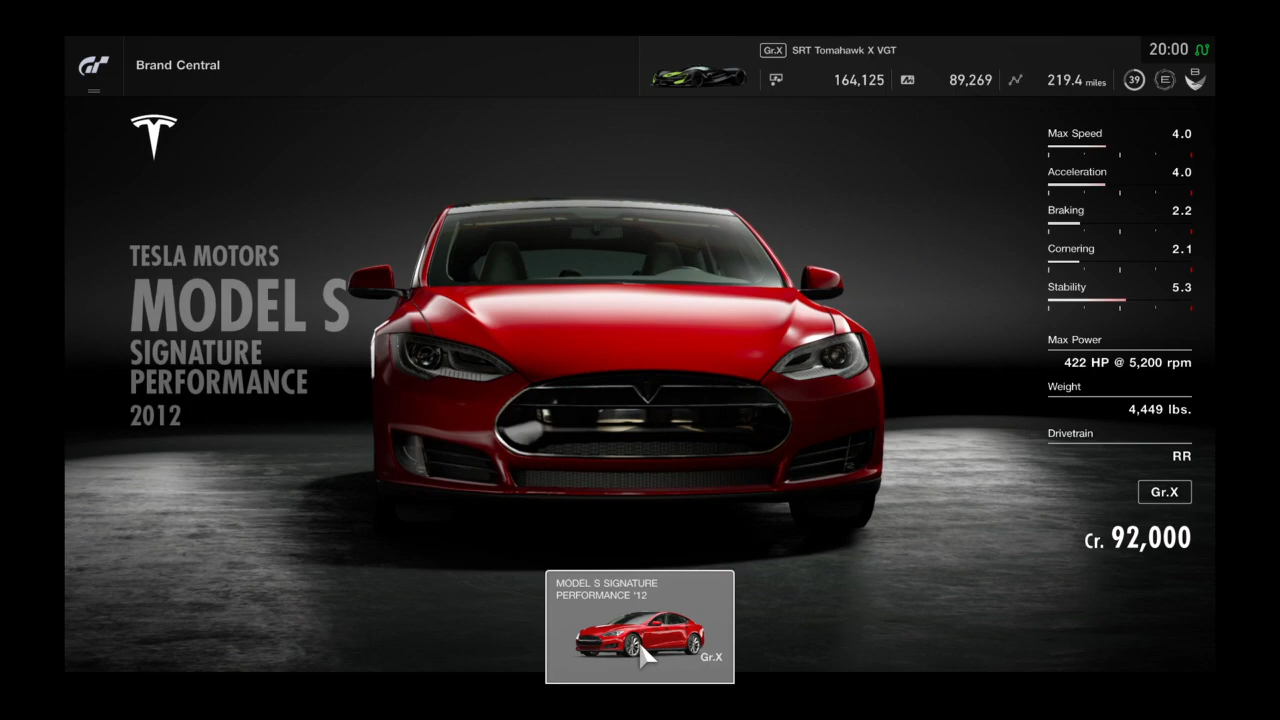 Brand Central
Gr.X SRT Tomahawk X VGT
20:00
164,125 89,269 219.4 miles 39 E B
TESLA MOTORS
MODEL S
SIGNATURE
PERFORMANCE
2012
Max Speed 4.0
Acceleration 4.0
Braking 2.2
Cornering 2.1
Stability 5.3
Max Power
422 HP @ 5,200 rpm
Weight
4,449 lbs.
Drivetrain
RR
Gr.X
Cr. 92,000
MODEL S SIGNATURE
PERFORMANCE '12
Gr.X